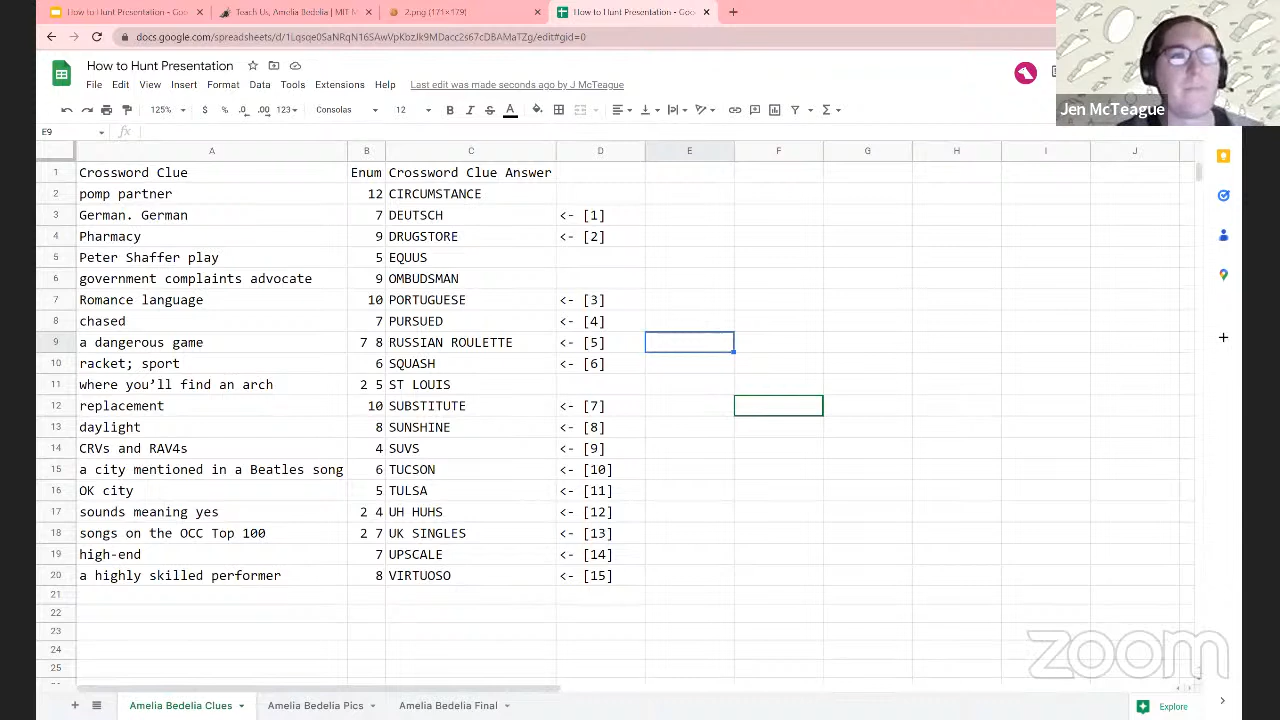 How to Hunt Presentation - Goo
Teach Us, Amelia Bedelia | MIT M
2.png (171×179)
How to Hunt Presentation - Goo
docs.google.com/spreadsheets/d/1Lqsqe0SaNRqN16SAwVpKbzJk9MDacc2s67cDBAMaTZg/edit#gid=0
How to Hunt Presentation
File Edit View Insert Format Data Tools Extensions Help Last edit was made seconds ago by J McTeague
125% $ % .0 .00 123 Consolas 12 B I S A
Jen McTeague
E9 fx
A B C D E F G H I J
1 Crossword Clue Enum Crossword Clue Answer
2 pomp partner 12 CIRCUMSTANCE
3 German. German 7 DEUTSCH <- [1]
4 Pharmacy 9 DRUGSTORE <- [2]
5 Peter Shaffer play 5 EQUUS
6 government complaints advocate 9 OMBUDSMAN
7 Romance language 10 PORTUGUESE <- [3]
8 chased 7 PURSUED <- [4]
9 a dangerous game 7 8 RUSSIAN ROULETTE <- [5]
10 racket; sport 6 SQUASH <- [6]
11 where you’ll find an arch 2 5 ST LOUIS
12 replacement 10 SUBSTITUTE <- [7]
13 daylight 8 SUNSHINE <- [8]
14 CRVs and RAV4s 4 SUVS <- [9]
15 a city mentioned in a Beatles song 6 TUCSON <- [10]
16 OK city 5 TULSA <- [11]
17 sounds meaning yes 2 4 UH HUHS <- [12]
18 songs on the OCC Top 100 2 7 UK SINGLES <- [13]
19 high-end 7 UPSCALE <- [14]
20 a highly skilled performer 8 VIRTUOSO <- [15]
21
22
23
24
25
zoom
Amelia Bedelia Clues Amelia Bedelia Pics Amelia Bedelia Final Explore